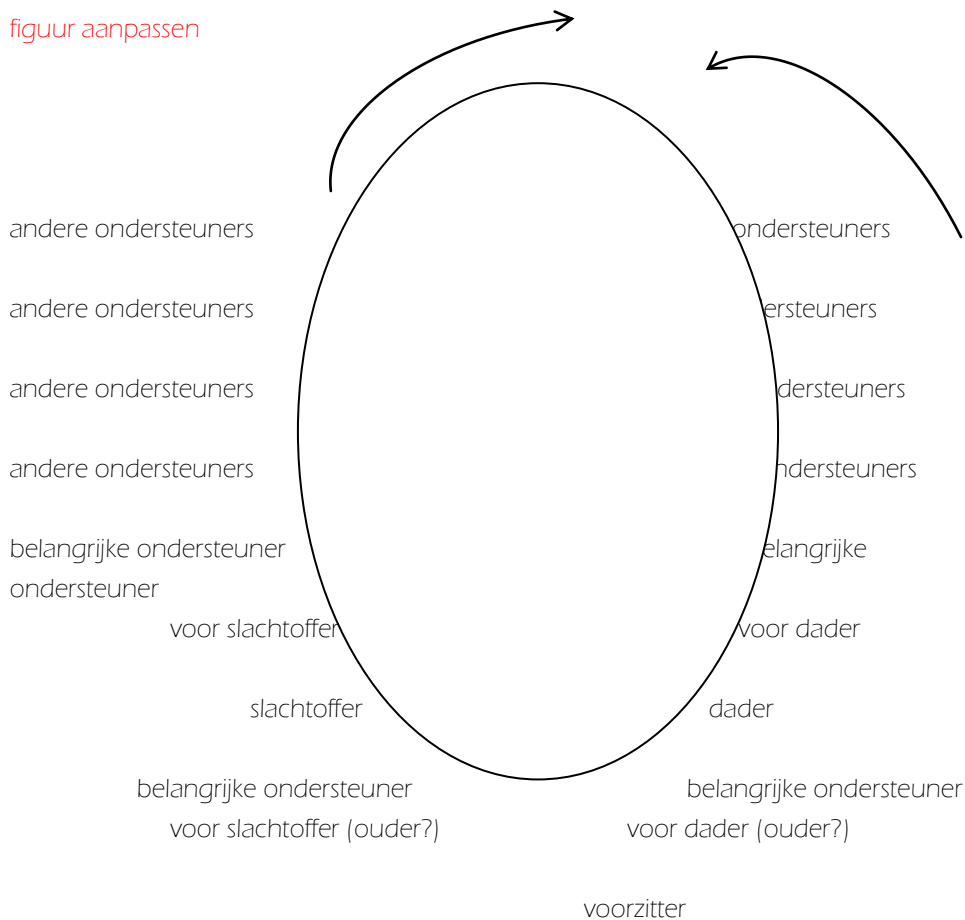 figuur aanpassen
andere ondersteuners ondersteuners
andere ondersteuners ersteuners
andere ondersteuners dersteuners
andere ondersteuners ndersteuners
belangrijke ondersteuner elangrijke
ondersteuner
voor slachtoffer voor dader
slachtoffer dader
belangrijke ondersteuner belangrijke ondersteuner
voor slachtoffer (ouder?) voor dader (ouder?)
voorzitter